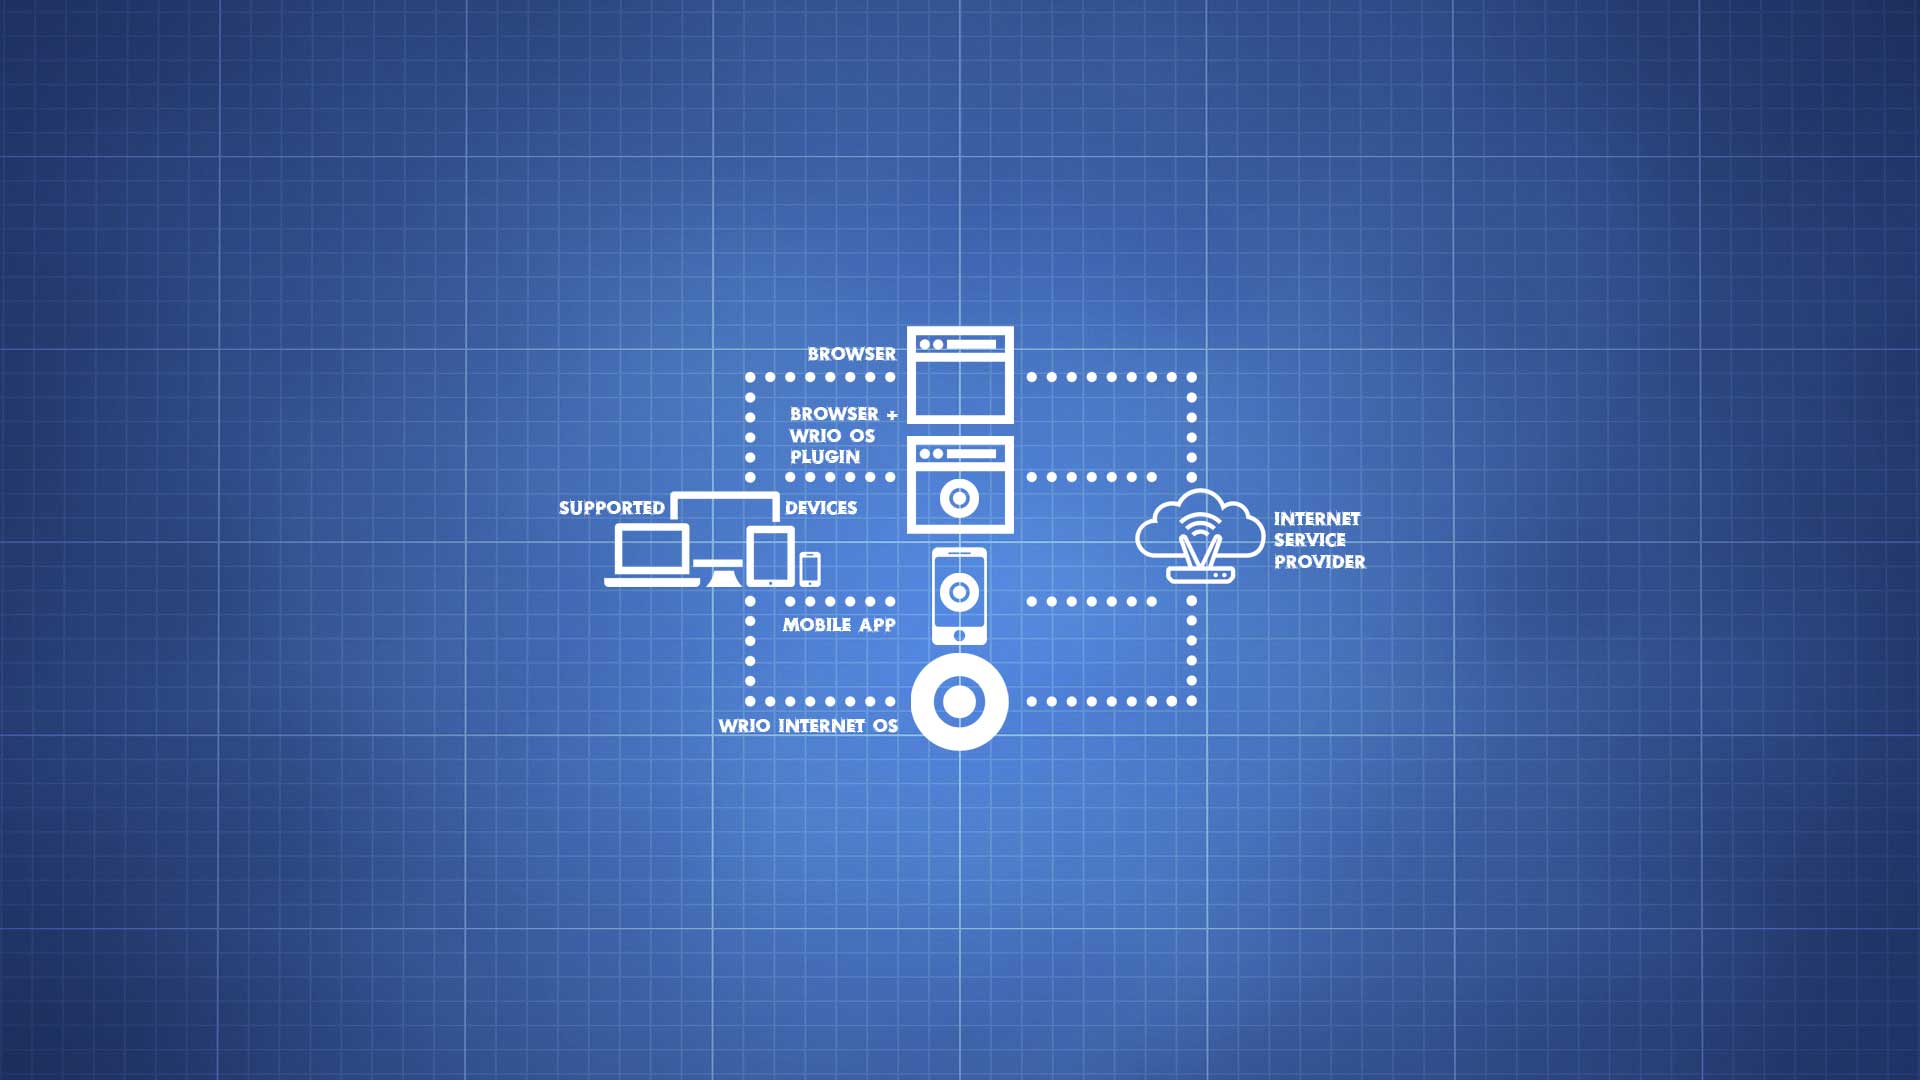 BROWSER
BROWSER +
WRIO OS
PLUGIN
SUPPORTED DEVICES
INTERNET
SERVICE
PROVIDER
MOBILE APP
WRIO INTERNET OS